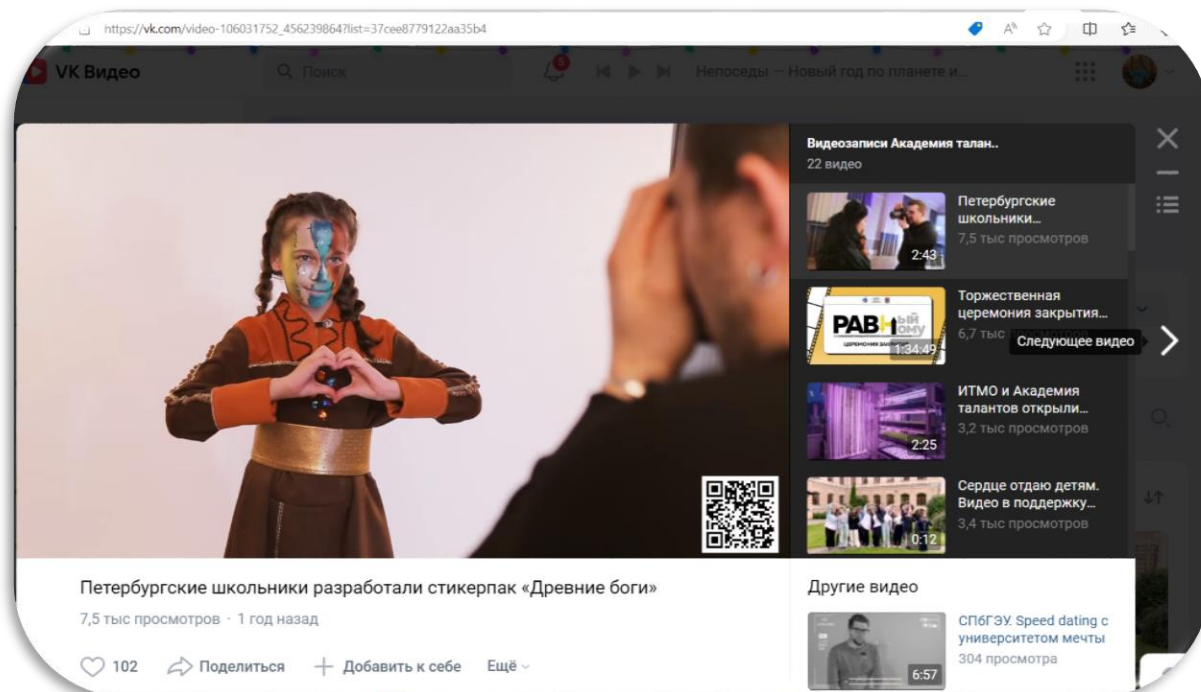 https://vk.com/video-106031752_456239864?list=37cee8779122aa35b4
VK Видео
Поиск
5
Непоседы — Новый год по планете и...
Видеозаписи Академия талан..
22 видео
Петербургские
школьники...
7,5 тыс просмотров
2:43
Торжественная
церемония закрытия...
6,7 тыс
Следующее видео
РАВНый
ому
ЦЕРЕМОНИЯ
1:34:49
ИТМО и Академия
талантов открыли...
3,2 тыс просмотров
2:25
Сердце отдаю детям.
Видео в поддержку...
3,4 тыс просмотров
0:12
Петербургские школьники разработали стикерпак «Древние боги»
7,5 тыс просмотров · 1 год назад
102
Поделиться
Добавить к себе
Ещё
Другие видео
СПбГЭУ. Speed dating с
университетом мечты
304 просмотра
6:57